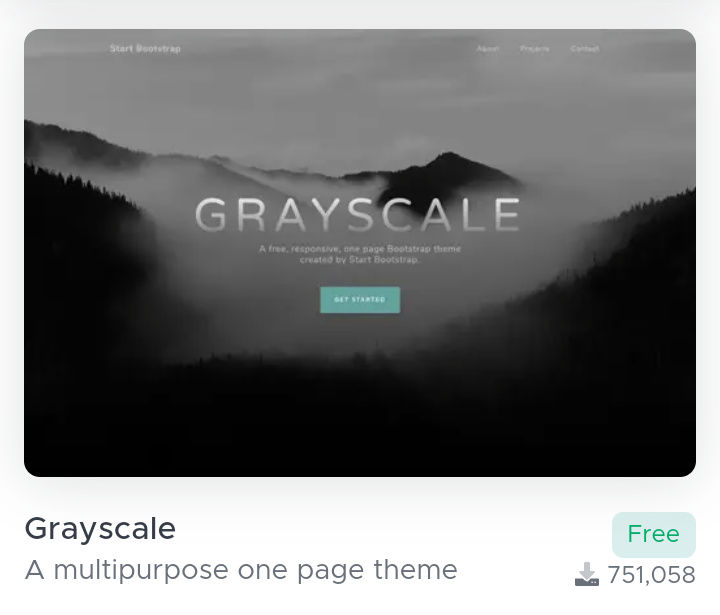 Start Bootstrap
About Projects Contact
GRAYSCALE
A free, responsive, one page Bootstrap theme
created by Start Bootstrap.
GET STARTED
Grayscale
Free
A multipurpose one page theme
751,058